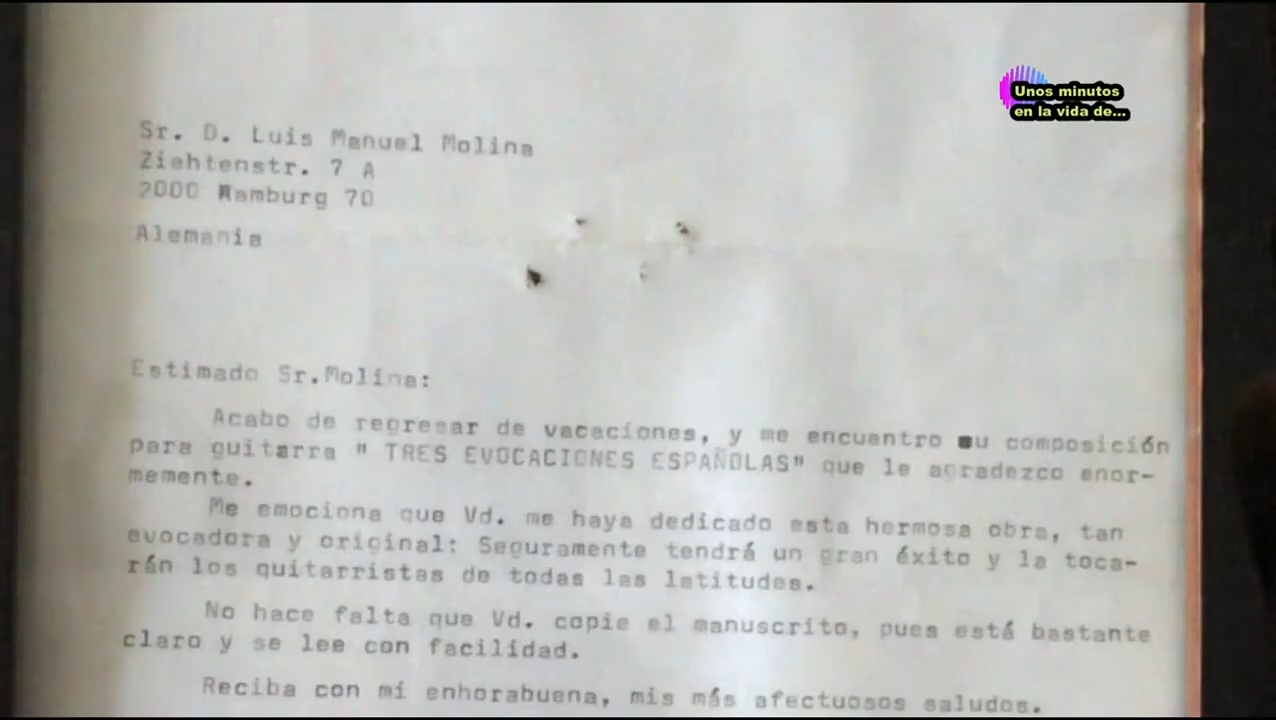 Unos minutos
en la vida de...
Sr. D. Luis Manuel Molina
Ziehtenstr. 7 A
2000 Hamburg 70
Alemania
Estimado Sr.Molina:
Acabo de regresar de vacaciones, y me encuentro su composición
para guitarra " TRES EVOCACIONES ESPAÑOLAS" que le agradezco enor-
memente.
Me emociona que Vd. me haya dedicado esta hermosa obra, tan
evocadora y original: Seguramente tendrá un gran éxito y la toca-
rán los guitarristas de todas las latitudes.
No hace falta que Vd. copie el manuscrito, pues está bastante
claro y se lee con facilidad.
Reciba con mi enhorabuena, mis más afectuosos saludos.